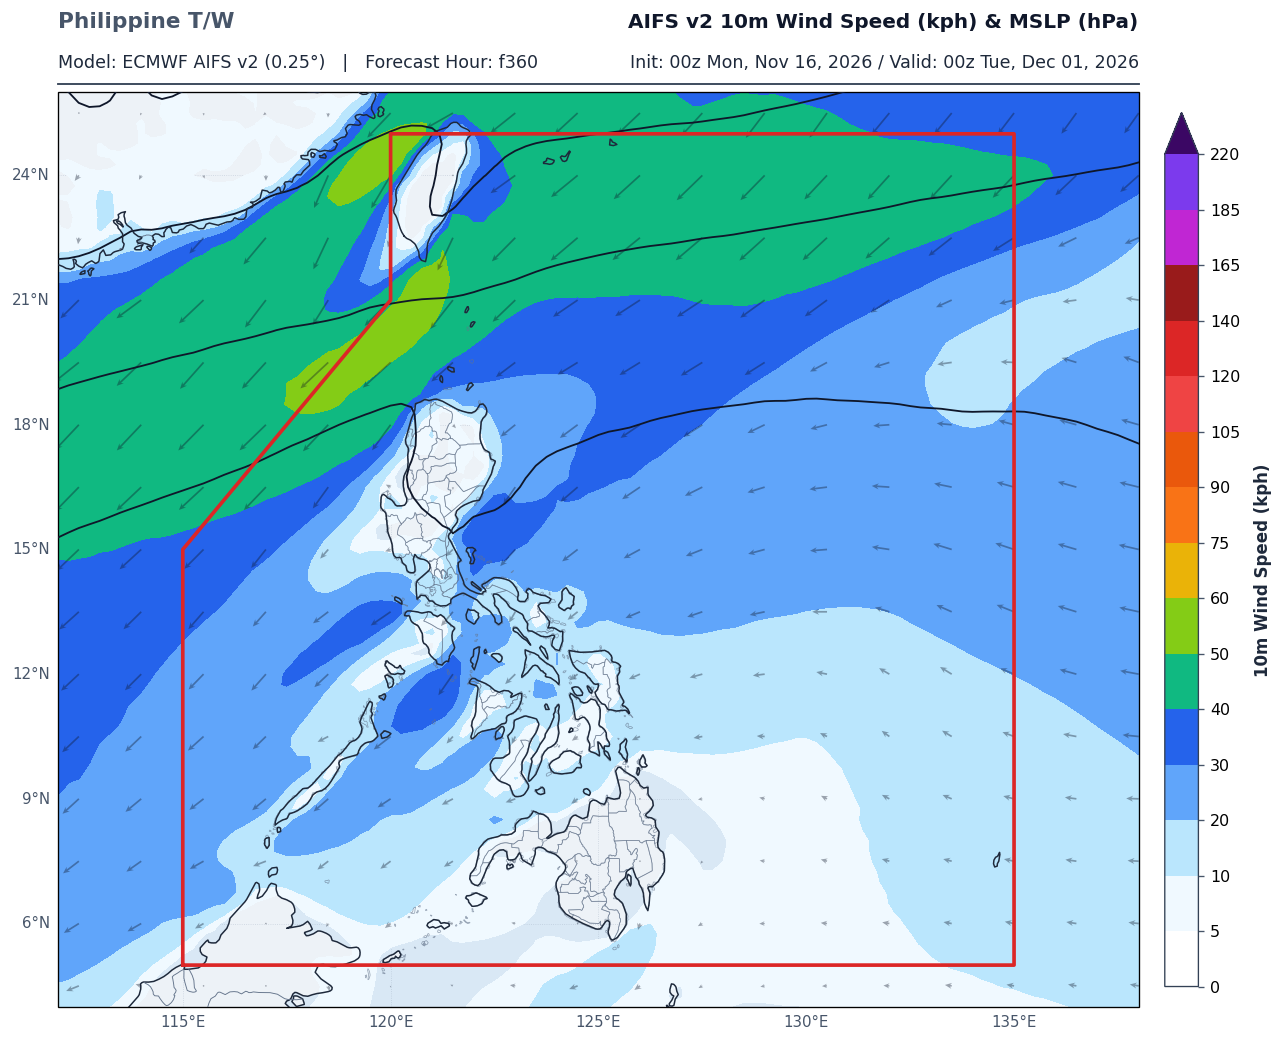 Philippine T/W
AIFS v2 10m Wind Speed (kph) & MSLP (hPa)
Model: ECMWF AIFS v2 (0.25°) | Forecast Hour: f360
Init: 00z Mon, Nov 16, 2026 / Valid: 00z Tue, Dec 01, 2026
24°N
21°N
18°N
15°N
12°N
9°N
6°N
115°E
120°E
125°E
130°E
135°E
220
185
165
140
120
105
90
75
60
50
40
30
20
10
5
0
10m Wind Speed (kph)